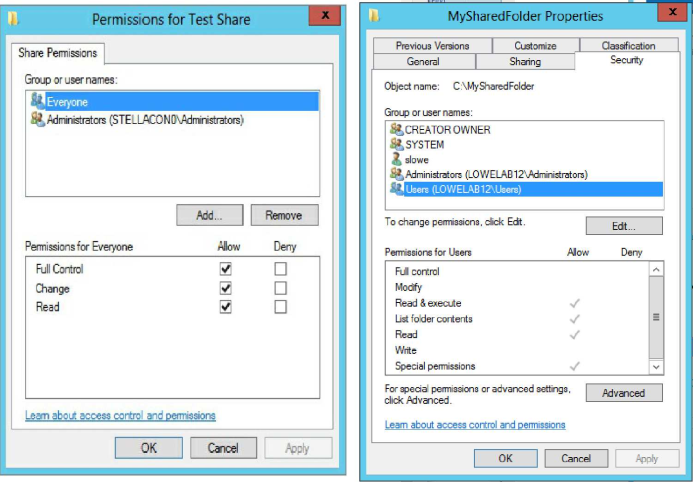 Permissions for Test Share
x
Share Permissions
Group or user names:
Everyone
Administrators (STELLACON0\Administrators)
Add...
Remove
Permissions for Everyone
Allow
Deny
Full Control
Change
Read
Learn about access control and permissions
OK
Cancel
Apply
MySharedFolder Properties
x
Previous Versions
Customize
Classification
General
Sharing
Security
Object name: C:\MySharedFolder
Group or user names:
CREATOR OWNER
SYSTEM
slowe
Administrators (LOWELAB12\Administrators)
Users (LOWELAB12\Users)
To change permissions, click Edit.
Edit...
Permissions for Users
Allow
Deny
Full control
Modify
Read & execute
List folder contents
Read
Write
Special permissions
For special permissions or advanced settings,
click Advanced.
Advanced
Learn about access control and permissions
OK
Cancel
Apply